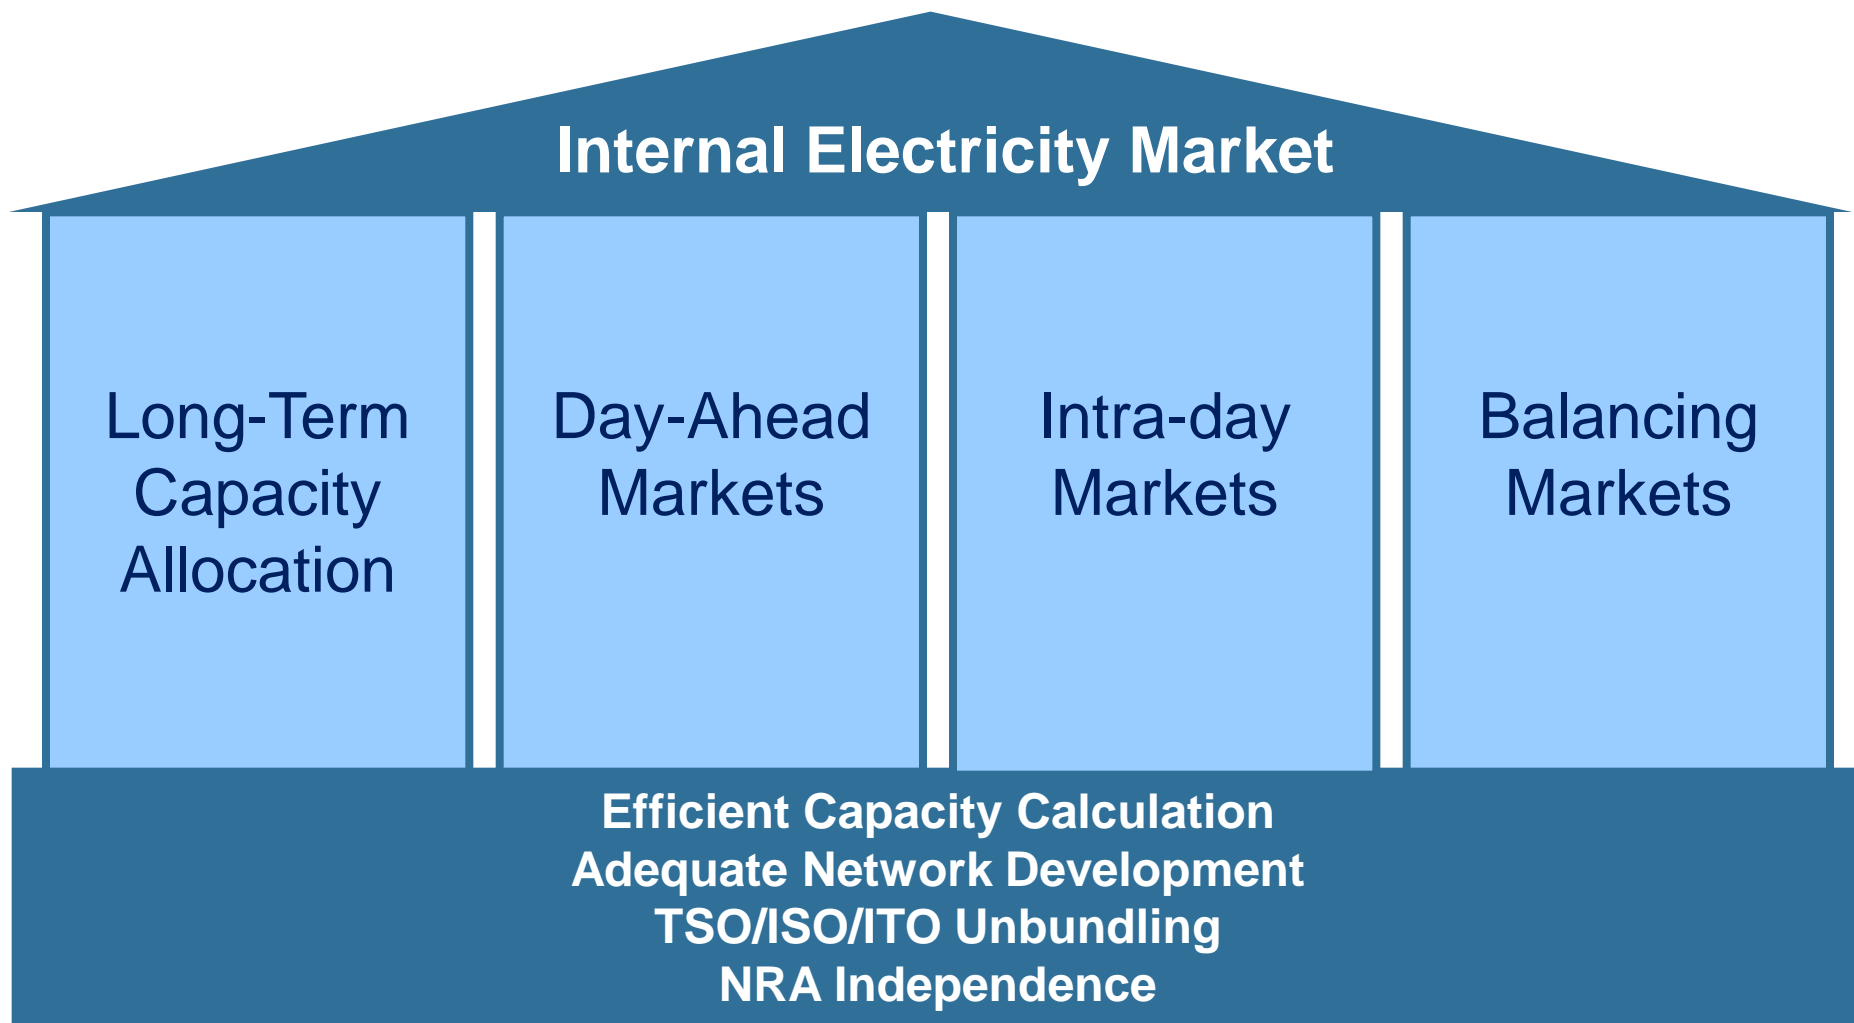 Internal Electricity Market
Long-Term
Capacity
Allocation
Day-Ahead
Markets
Intra-day
Markets
Balancing
Markets
Efficient Capacity Calculation
Adequate Network Development
TSO/ISO/ITO Unbundling
NRA Independence